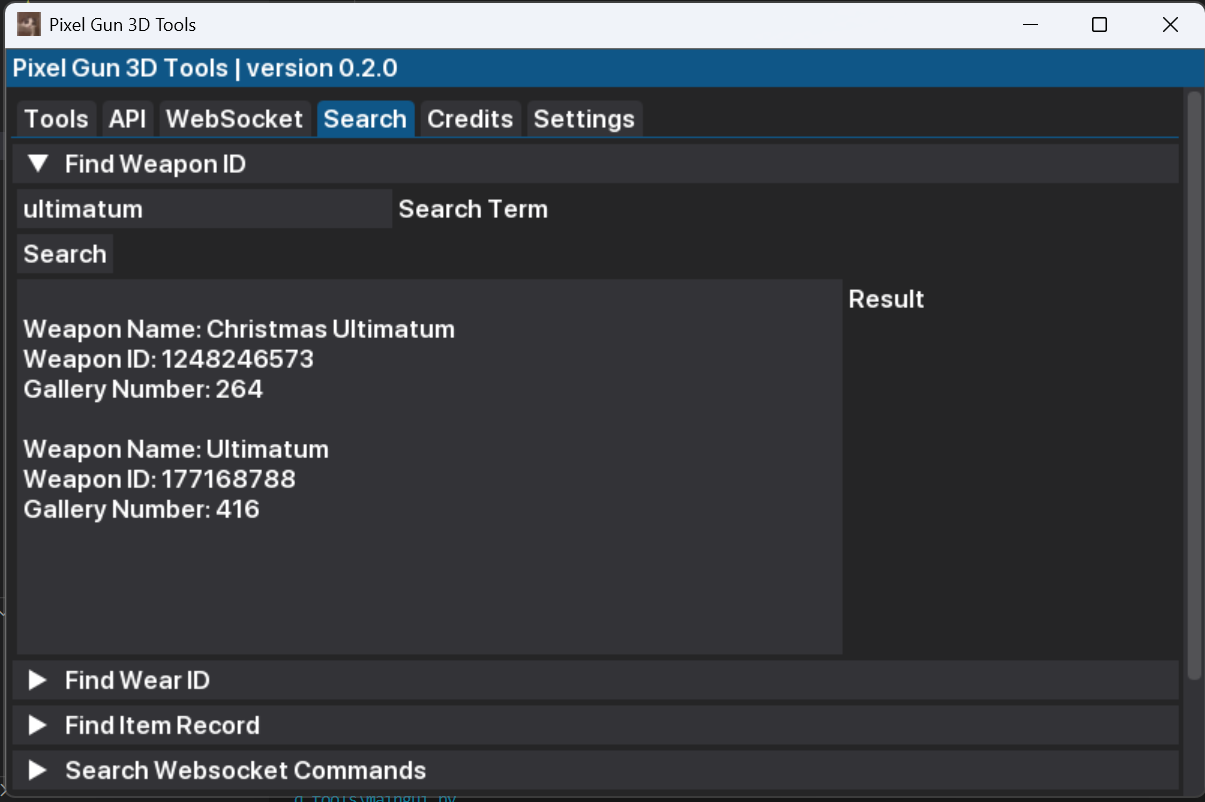 Pixel Gun 3D Tools
Pixel Gun 3D Tools | version 0.2.0
Tools API WebSocket Search Credits Settings
Find Weapon ID
ultimatum Search Term
Search
Result
Weapon Name: Christmas Ultimatum
Weapon ID: 1248246573
Gallery Number: 264
Weapon Name: Ultimatum
Weapon ID: 177168788
Gallery Number: 416
Find Wear ID
Find Item Record
Search Websocket Commands